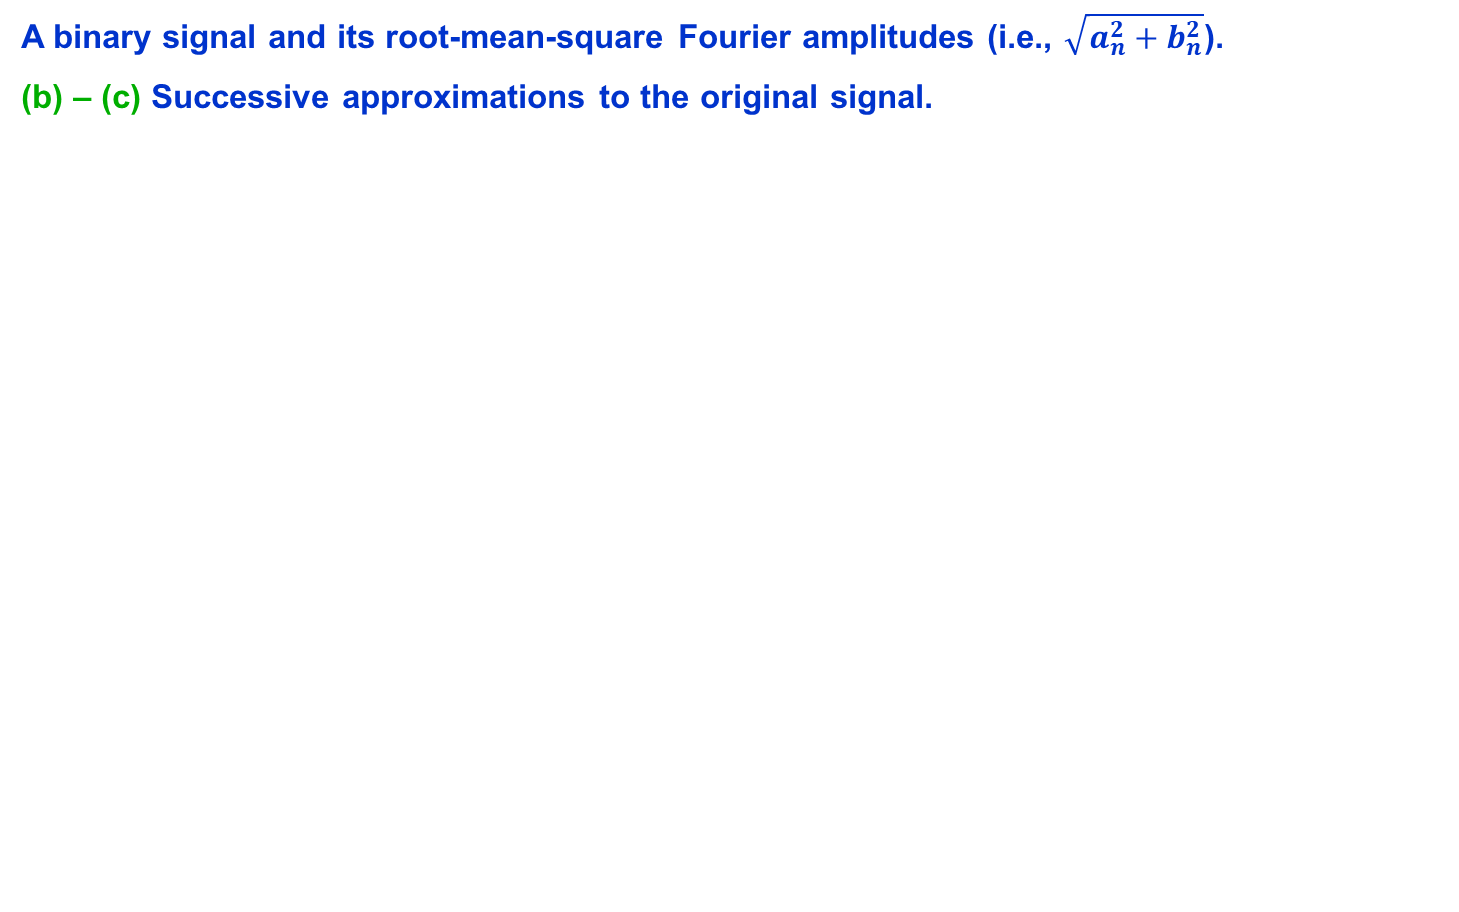 A binary signal and its root-mean-square Fourier amplitudes (i.e., $\sqrt{a_n^2 + b_n^2}$).
(b) – (c) Successive approximations to the original signal.